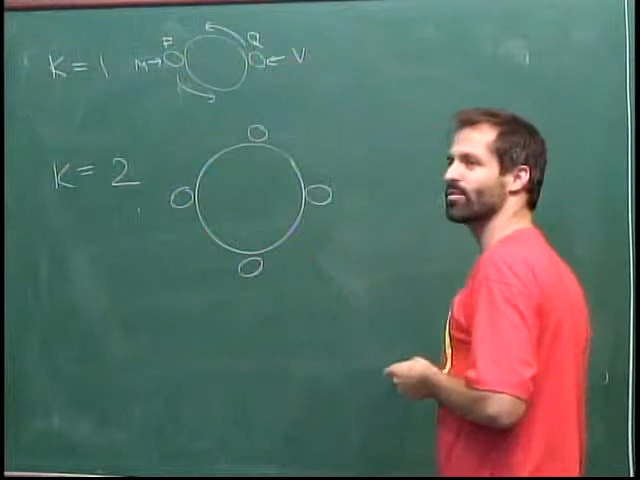 K = 1 M → P Q ← V
K = 2